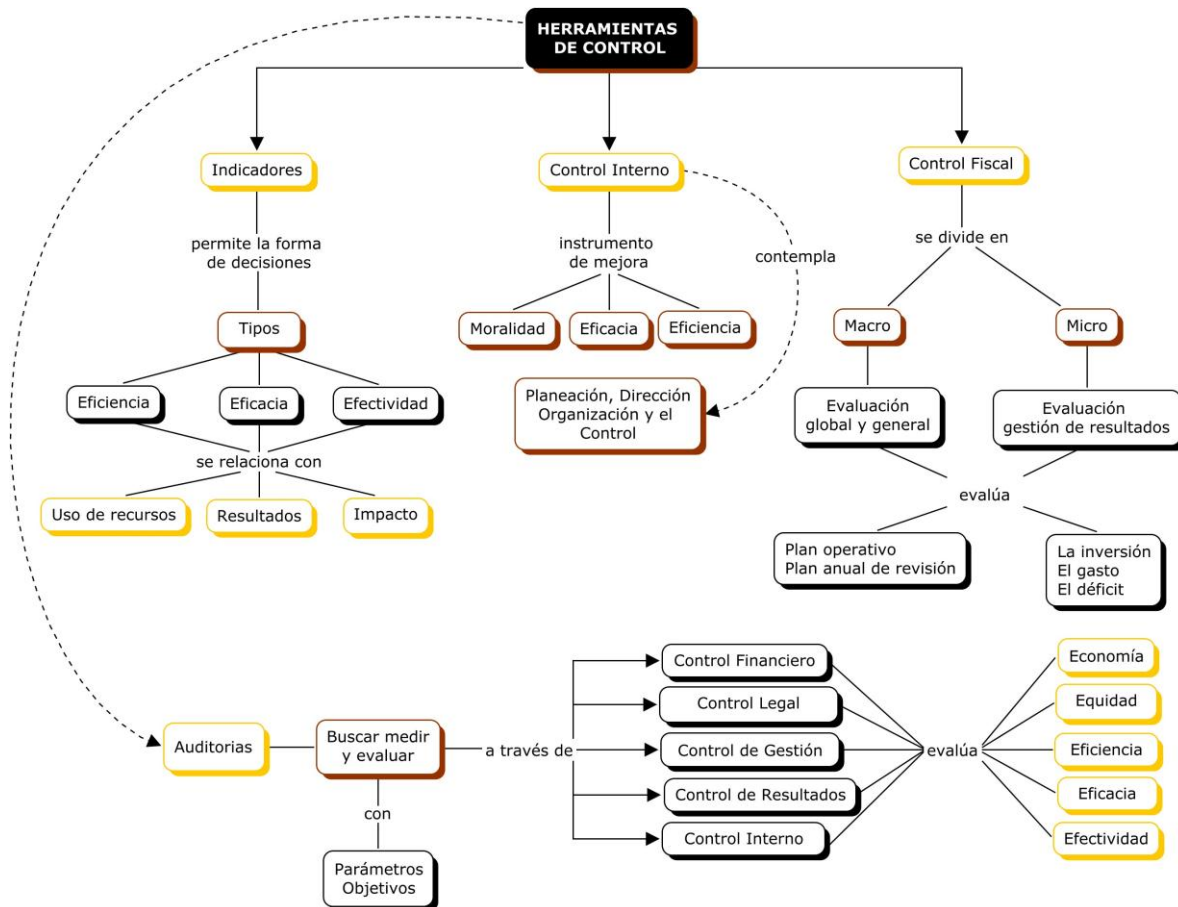 HERRAMIENTAS
DE CONTROL
Indicadores
Control Interno
Control Fiscal
permite la forma
de decisiones
instrumento
de mejora
contempla
se divide en
Tipos
Moralidad
Eficacia
Eficiencia
Macro
Micro
Eficiencia
Eficacia
Efectividad
Planeación, Dirección
Organización y el
Control
Evaluación
global y general
Evaluación
gestión de resultados
se relaciona con
Uso de recursos
Resultados
Impacto
evalúa
Plan operativo
Plan anual de revisión
La inversión
El gasto
El déficit
Auditorias
Buscar medir
y evaluar
con
Parámetros
Objetivos
a través de
Control Financiero
Control Legal
Control de Gestión
Control de Resultados
Control Interno
evalúa
Economía
Equidad
Eficiencia
Eficacia
Efectividad